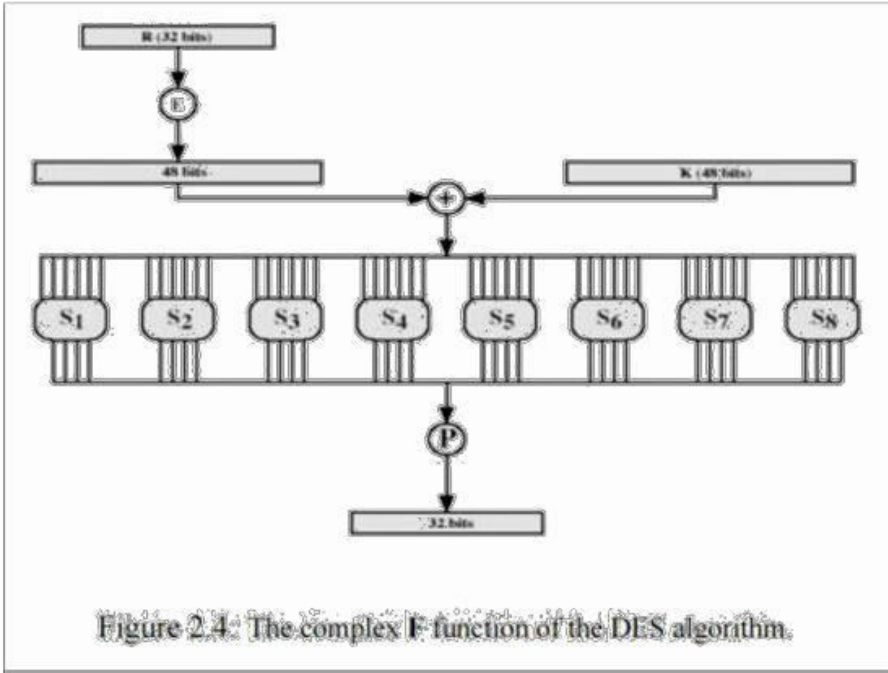 R (32 bits)
E
48 bits
K (48 bits)
+
S1 S2 S3 S4 S5 S6 S7 S8
P
32 bits
Figure 2.4. The complex F function of the DES algorithm.